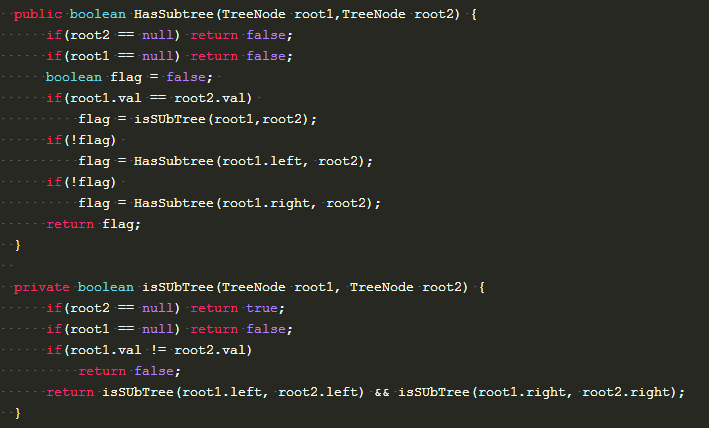 public boolean HasSubtree(TreeNode root1,TreeNode root2) {
if(root2 == null) return false;
if(root1 == null) return false;
boolean flag = false;
if(root1.val == root2.val)
flag = isSUbTree(root1,root2);
if(!flag)
flag = HasSubtree(root1.left, root2);
if(!flag)
flag = HasSubtree(root1.right, root2);
return flag;
}
private boolean isSUbTree(TreeNode root1, TreeNode root2) {
if(root2 == null) return true;
if(root1 == null) return false;
if(root1.val != root2.val)
return false;
return isSUbTree(root1.left, root2.left) && isSUbTree(root1.right, root2.right);
}